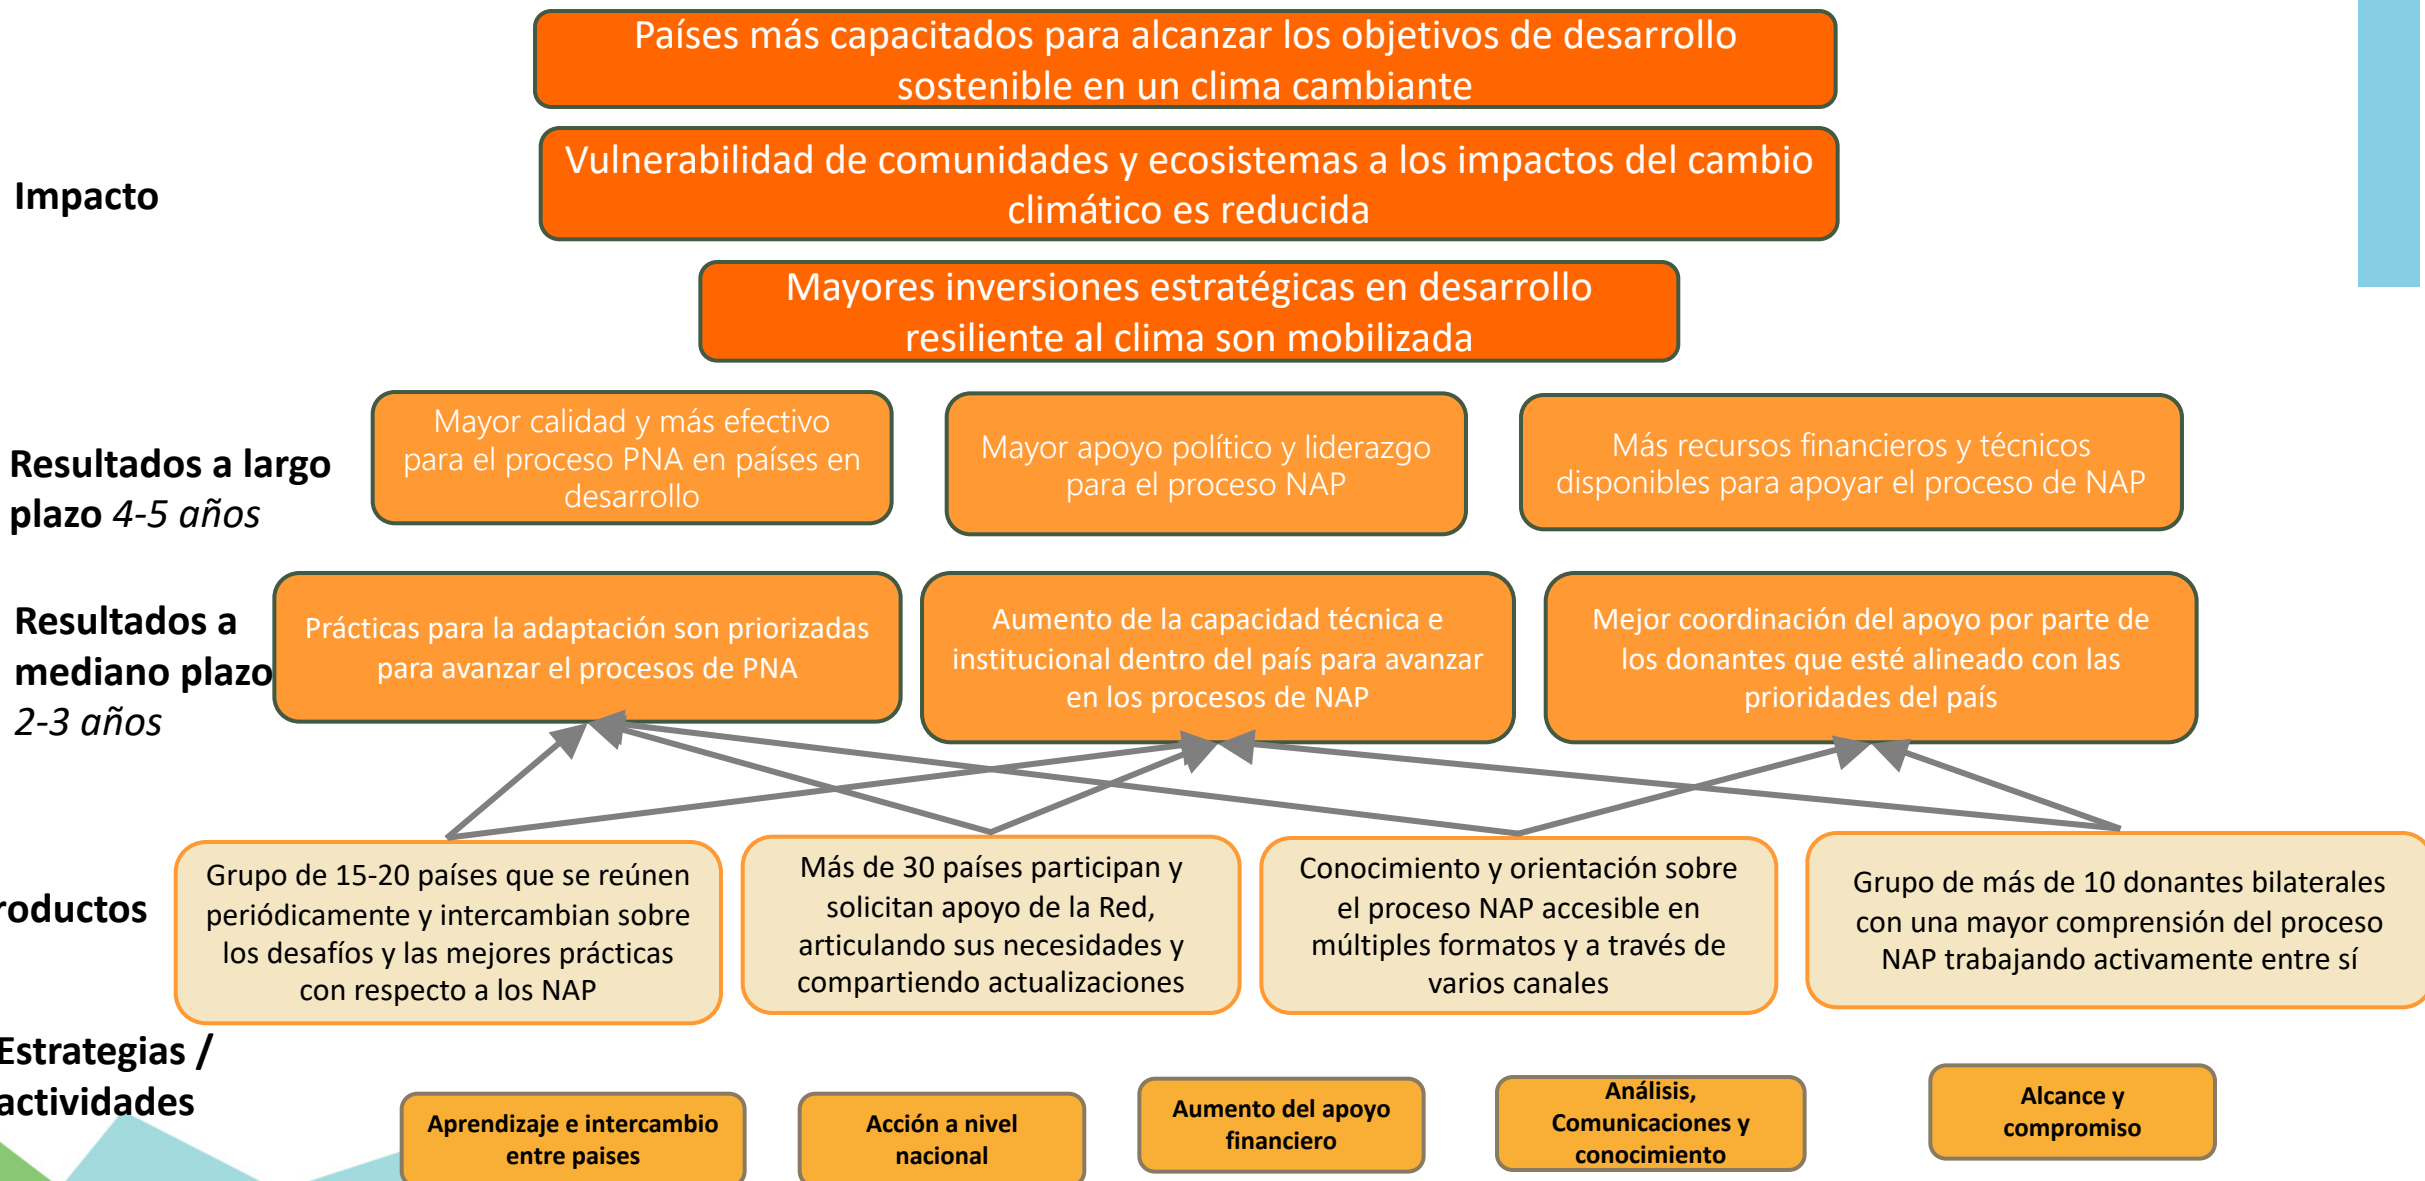 Países más capacitados para alcanzar los objetivos de desarrollo
sostenible en un clima cambiante
Impacto
Vulnerabilidad de comunidades y ecosistemas a los impactos del cambio
climático es reducida
Mayores inversiones estratégicas en desarrollo
resiliente al clima son mobilizada
Resultados a largo
plazo 4-5 años
Mayor calidad y más efectivo
para el proceso PNA en países en
desarrollo
Mayor apoyo político y liderazgo
para el proceso NAP
Más recursos financieros y técnicos
disponibles para apoyar el proceso de NAP
Resultados a
mediano plazo
2-3 años
Prácticas para la adaptación son priorizadas
para avanzar el procesos de PNA
Aumento de la capacidad técnica e
institucional dentro del país para avanzar
en los procesos de NAP
Mejor coordinación del apoyo por parte de
los donantes que esté alineado con las
prioridades del país
roductos
Grupo de 15-20 países que se reúnen
periódicamente y intercambian sobre
los desafíos y las mejores prácticas
con respecto a los NAP
Más de 30 países participan y
solicitan apoyo de la Red,
articulando sus necesidades y
compartiendo actualizaciones
Conocimiento y orientación sobre
el proceso NAP accesible en
múltiples formatos y a través de
varios canales
Grupo de más de 10 donantes bilaterales
con una mayor comprensión del proceso
NAP trabajando activamente entre sí
Estrategias /
actividades
Aprendizaje e intercambio
entre paises
Acción a nivel
nacional
Aumento del apoyo
financiero
Análisis,
Comunicaciones y
conocimiento
Alcance y
compromiso